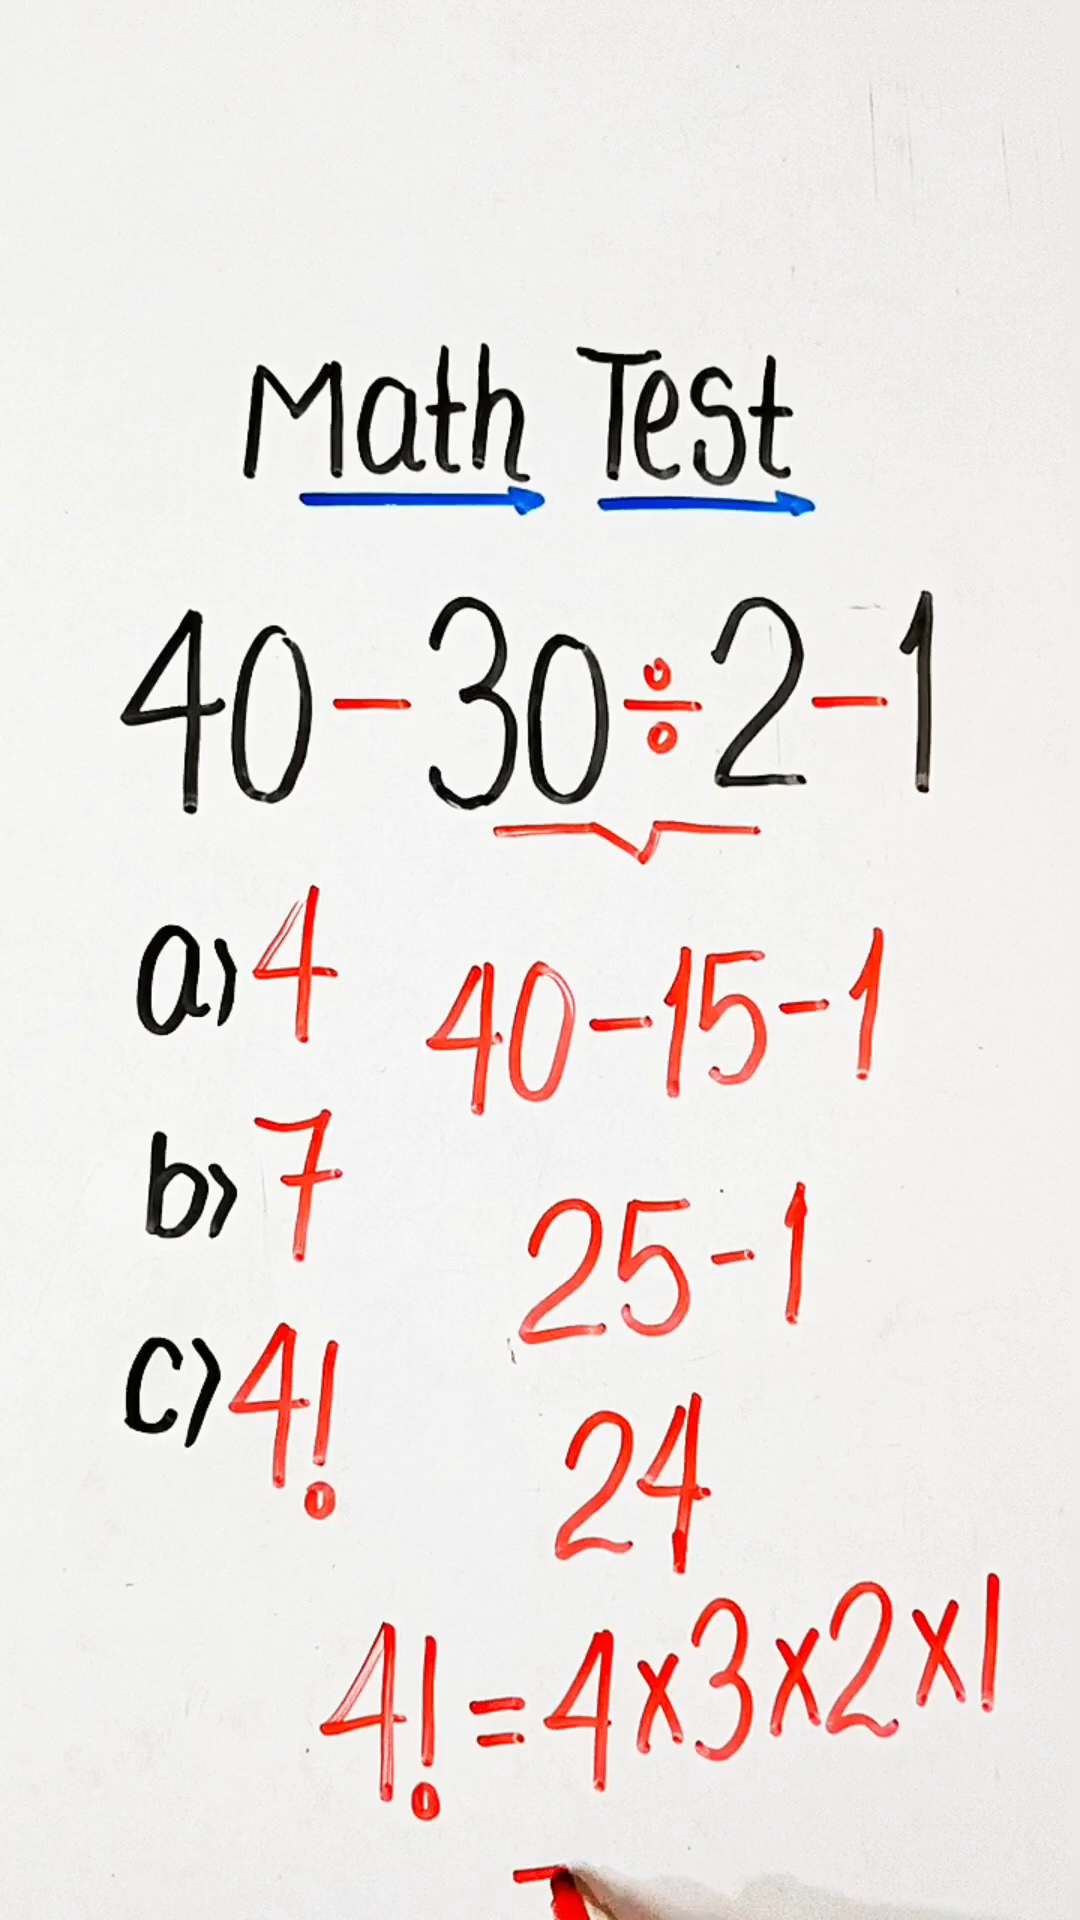 Math Test
40-30÷2-1
a) 4
40-15-1
b) 7
25-1
c) 4!
24
4! = 4x3x2x1